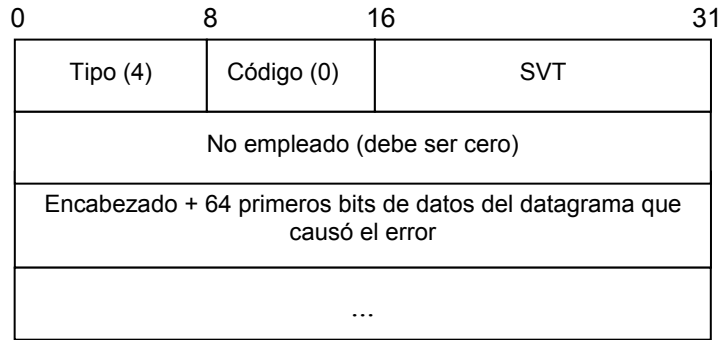 0 8 16 31
Tipo (4) Código (0) SVT
No empleado (debe ser cero)
Encabezado + 64 primeros bits de datos del datagrama que
causó el error
...